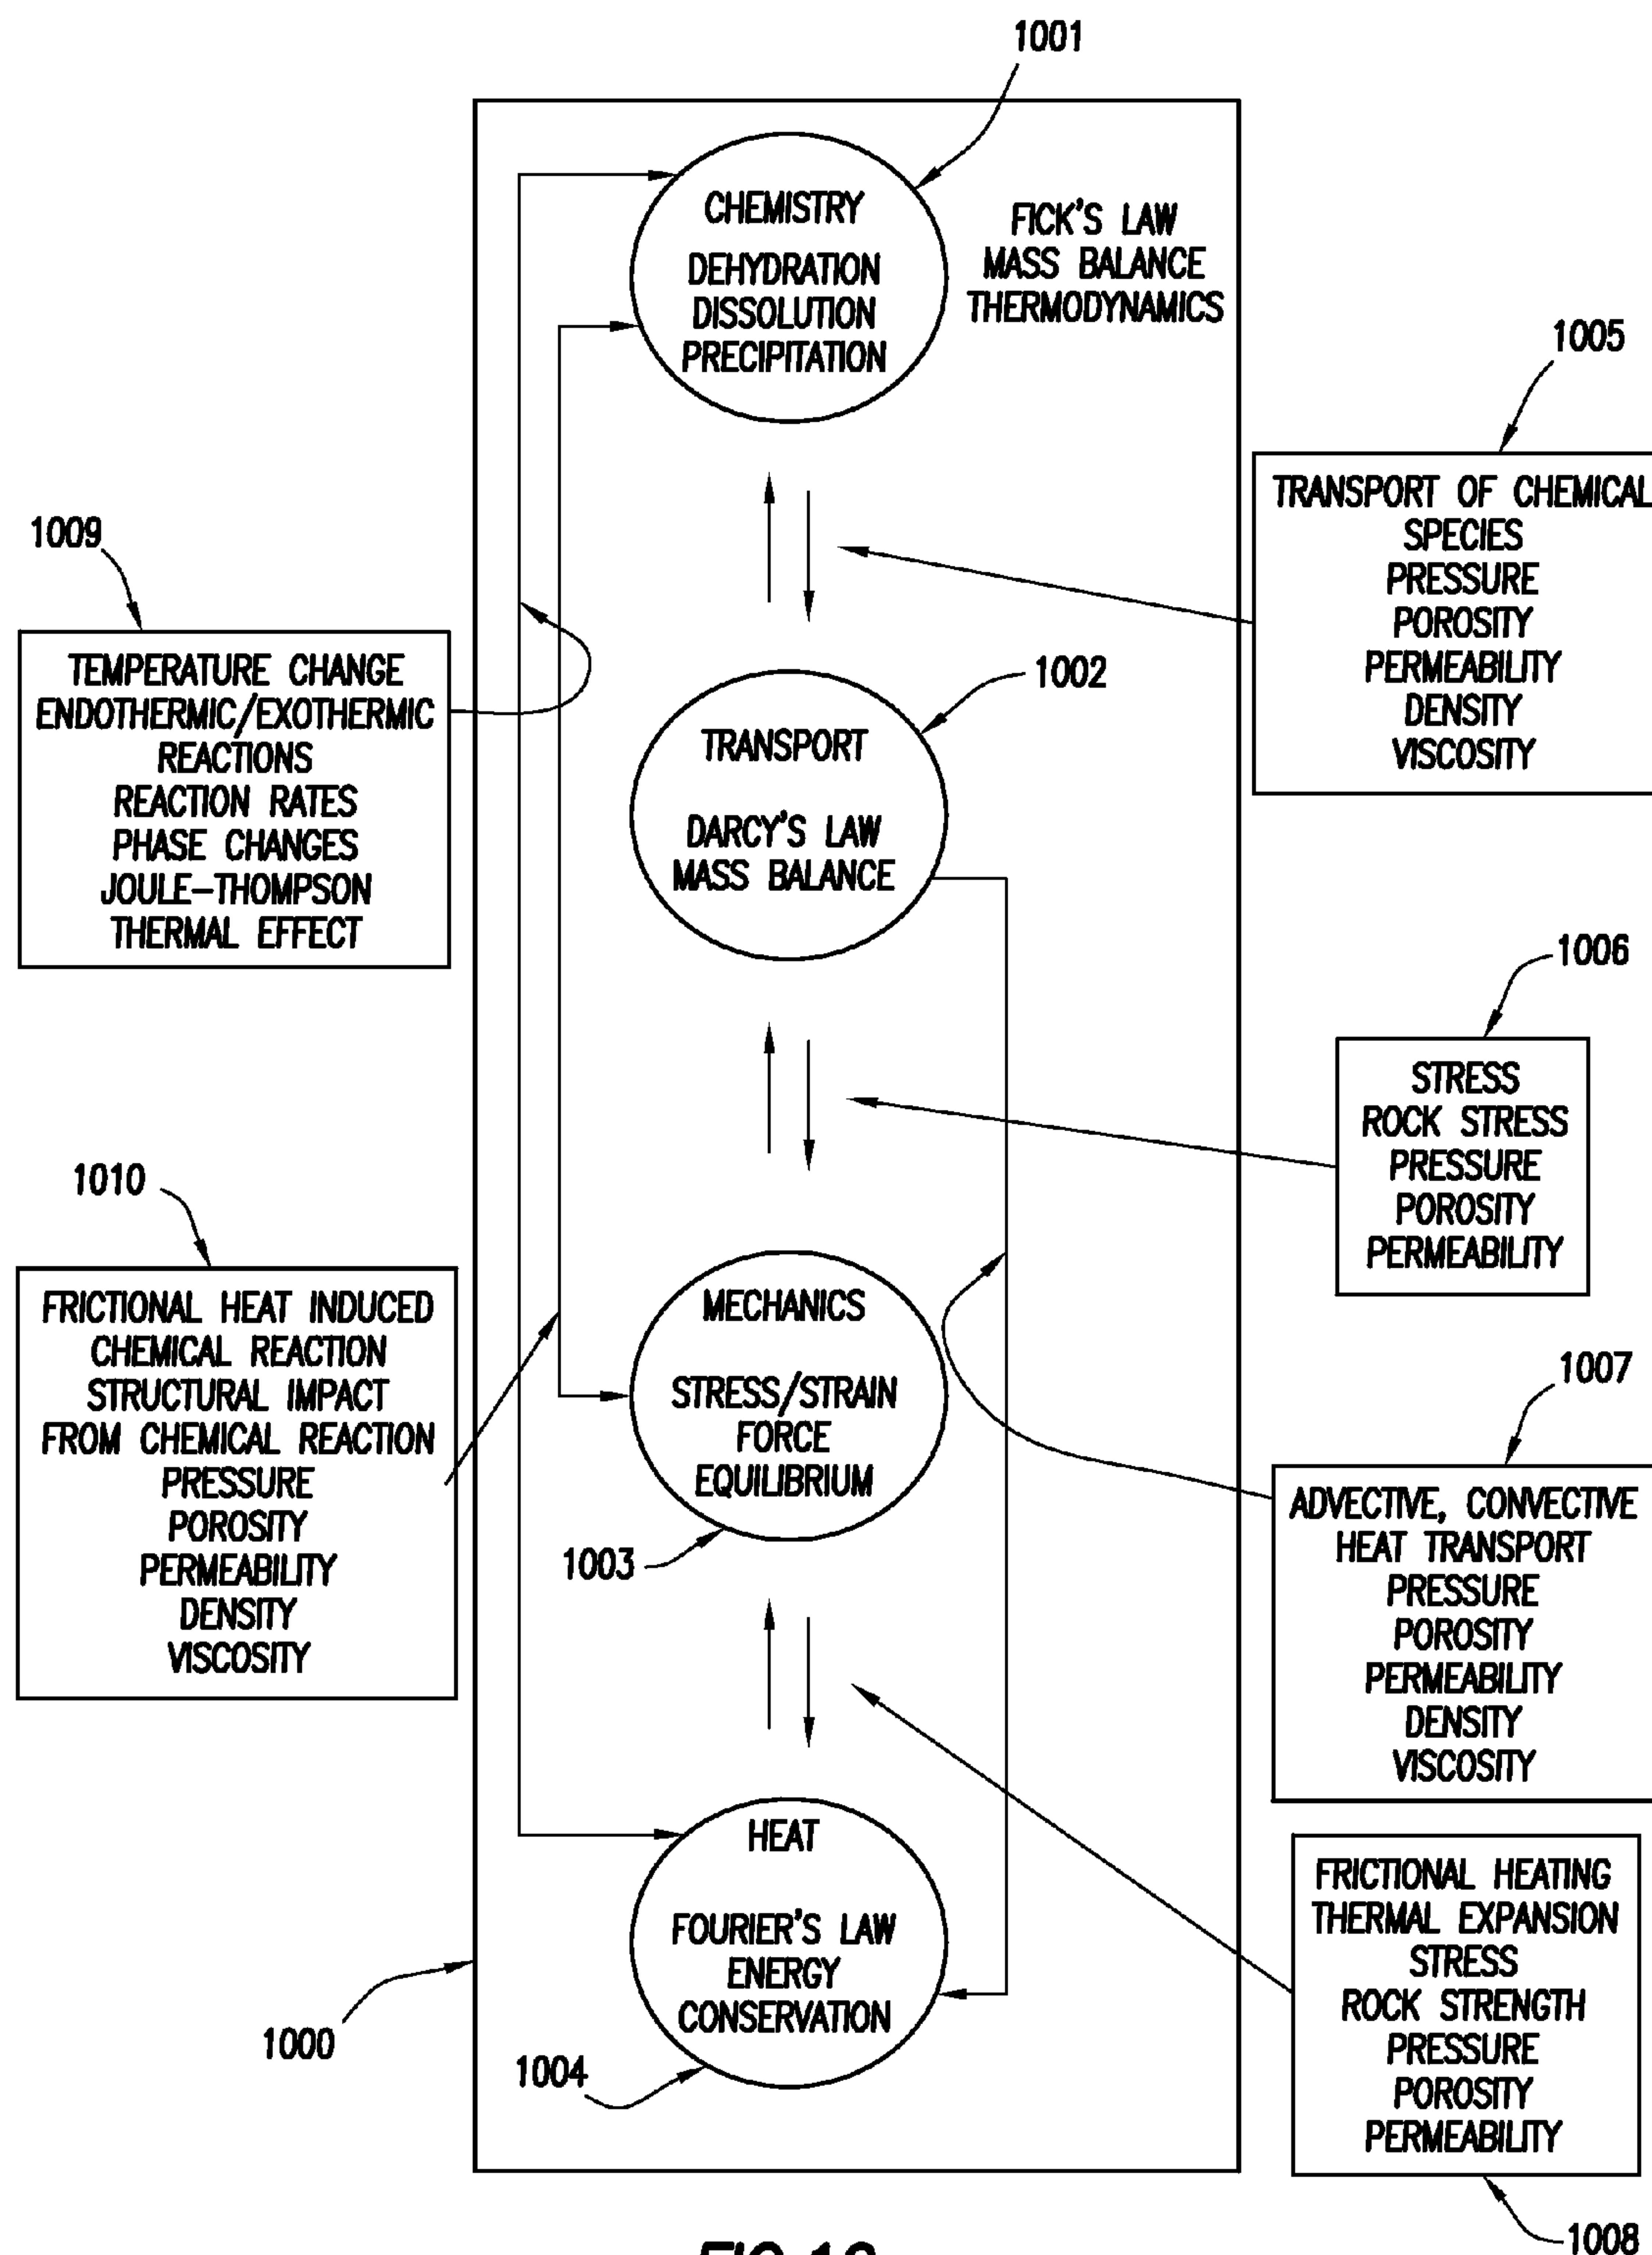 1001
CHEMISTRY
DEHYDRATION
DISSOLUTION
PRECIPITATION
FICK'S LAW
MASS BALANCE
THERMODYNAMICS
1005
TRANSPORT OF CHEMICAL
SPECIES
PRESSURE
POROSITY
PERMEABILITY
DENSITY
VISCOSITY
1009
TEMPERATURE CHANGE
ENDOTHERMIC/EXOTHERMIC
REACTIONS
REACTION RATES
PHASE CHANGES
JOULE-THOMPSON
THERMAL EFFECT
1002
TRANSPORT
DARCY'S LAW
MASS BALANCE
1006
STRESS
ROCK STRESS
PRESSURE
POROSITY
PERMEABILITY
1010
FRICTIONAL HEAT INDUCED
CHEMICAL REACTION
STRUCTURAL IMPACT
FROM CHEMICAL REACTION
PRESSURE
POROSITY
PERMEABILITY
DENSITY
VISCOSITY
MECHANICS
STRESS/STRAIN
FORCE
EQUILIBRIUM
1003
1007
ADVECTIVE, CONVECTIVE
HEAT TRANSPORT
PRESSURE
POROSITY
PERMEABILITY
DENSITY
VISCOSITY
HEAT
FOURIER'S LAW
ENERGY
CONSERVATION
1000
1004
FRICTIONAL HEATING
THERMAL EXPANSION
STRESS
ROCK STRENGTH
PRESSURE
POROSITY
PERMEABILITY
1008